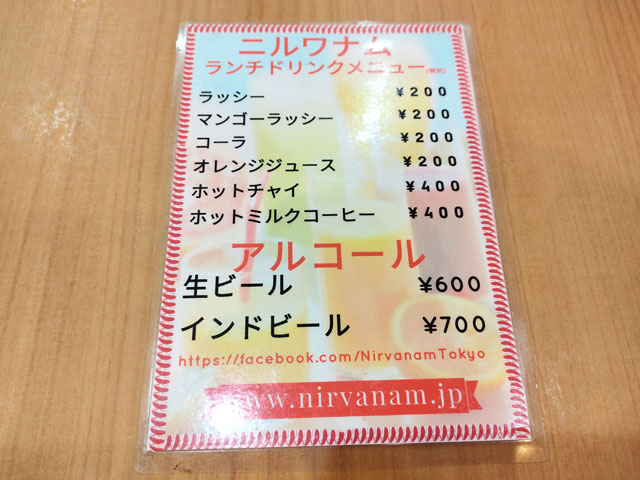 ニルワナム
ランチドリンクメニュー(税別)
ラッシー ¥200
マンゴーラッシー ¥200
コーラ ¥200
オレンジジュース ¥200
ホットチャイ ¥400
ホットミルクコーヒー ¥400
アルコール
生ビール ¥600
インドビール ¥700
https://facebook.com/NirvanamTokyo
www.nirvanam.jp